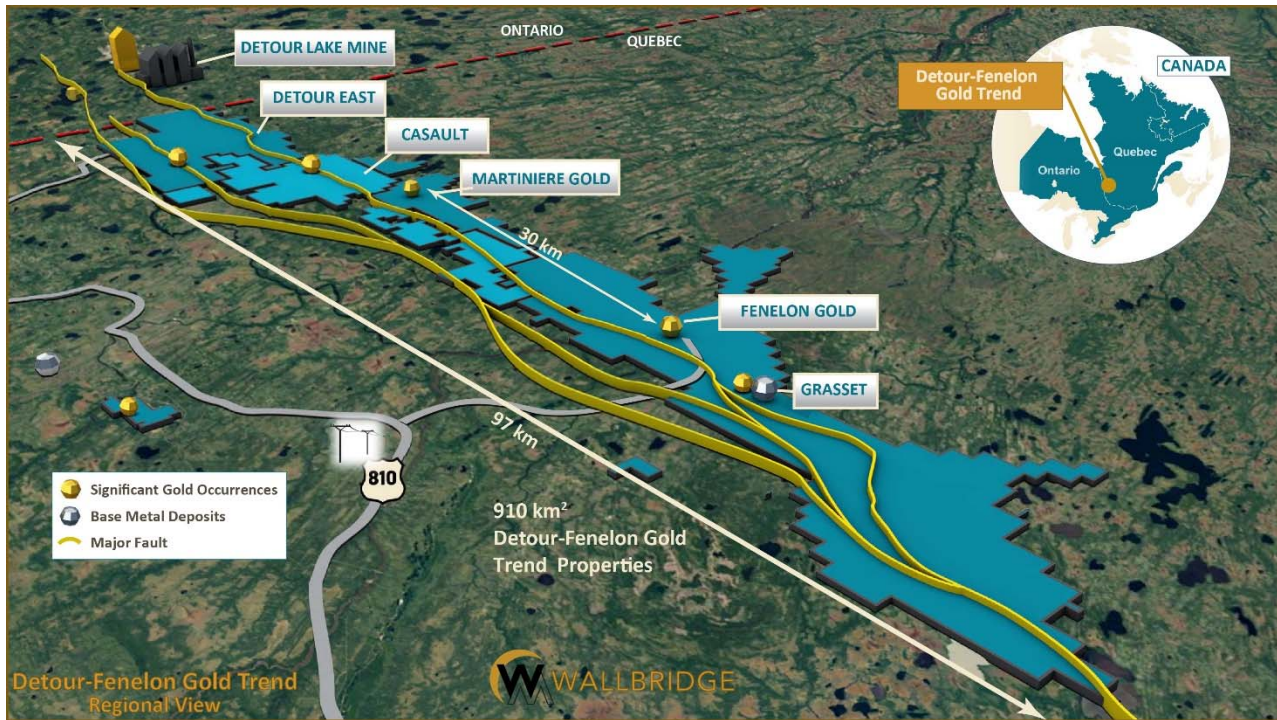 ONTARIO
QUEBEC
DETOUR LAKE MINE
DETOUR EAST
CASAULT
MARTINIERE GOLD
30 km
FENELON GOLD
GRASSET
97 km
810
910 km²
Detour-Fenelon Gold
Trend Properties
CANADA
Detour-Fenelon
Gold Trend
Ontario
Quebec
Significant Gold Occurrences
Base Metal Deposits
Major Fault
Detour-Fenelon Gold Trend
Regional View
WALLBRIDGE